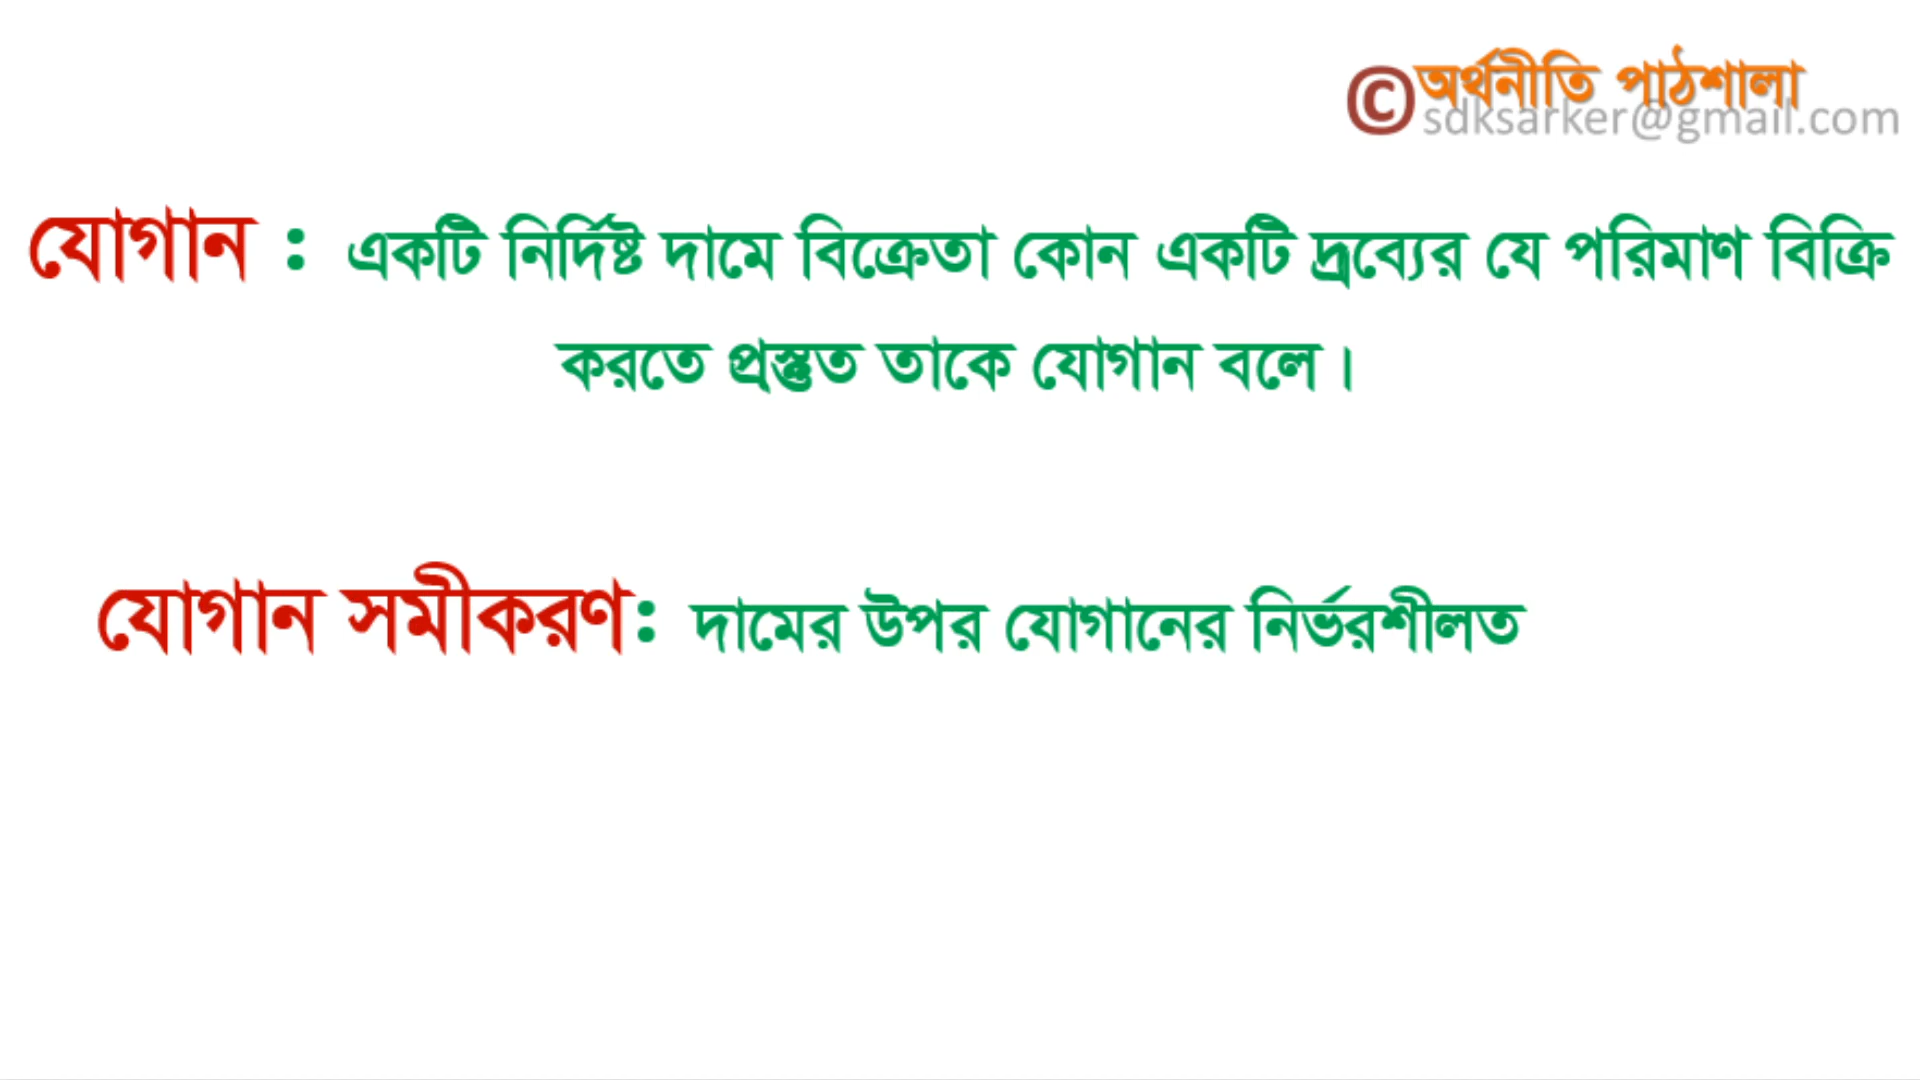 © অর্থনীতি পাঠশালা
sdksarker@gmail.com
যোগান : একটি নির্দিষ্ট দামে বিক্রেতা কোন একটি দ্রব্যের যে পরিমাণ বিক্রি
করতে প্রস্তুত তাকে যোগান বলে।
যোগান সমীকরণ: দামের উপর যোগানের নির্ভরশীলত